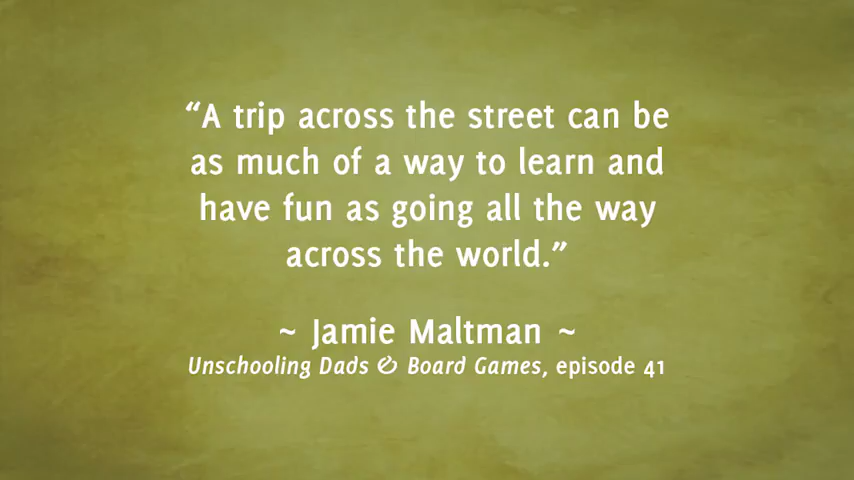 “A trip across the street can be
as much of a way to learn and
have fun as going all the way
across the world.”
~ Jamie Maltman ~
Unschooling Dads & Board Games, episode 41